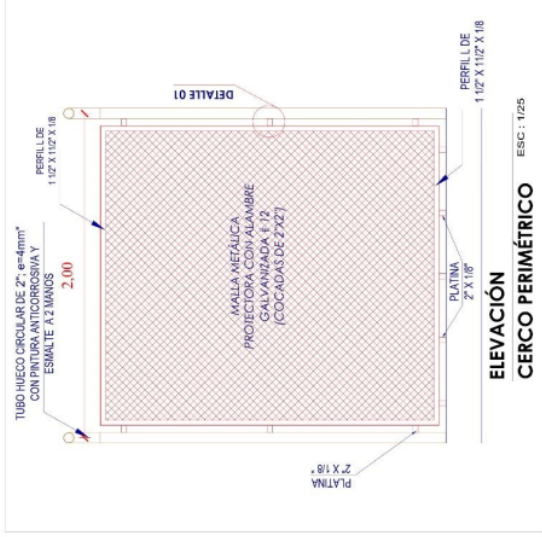 TUBO HUECO CIRCULAR DE 2"; e=4mm"
CON PINTURA ANTICORROSIVA Y
ESMALTE A 2 MANOS
2,00
PERFIL L DE
1 1/2" X 11/2" X 1/8
DETALLE 01
MALLA METÁLICA
PROTECTORA CON ALAMBRE
GALVANIZADA # 12
(COCADAS DE 2"X2")
PLATINA
2" X 1/8"
PLATINA
2" X 1/8"
PERFIL L DE
1 1/2" X 11/2" X 1/8
ELEVACIÓN
CERCO PERIMÉTRICO
ESC : 1/25